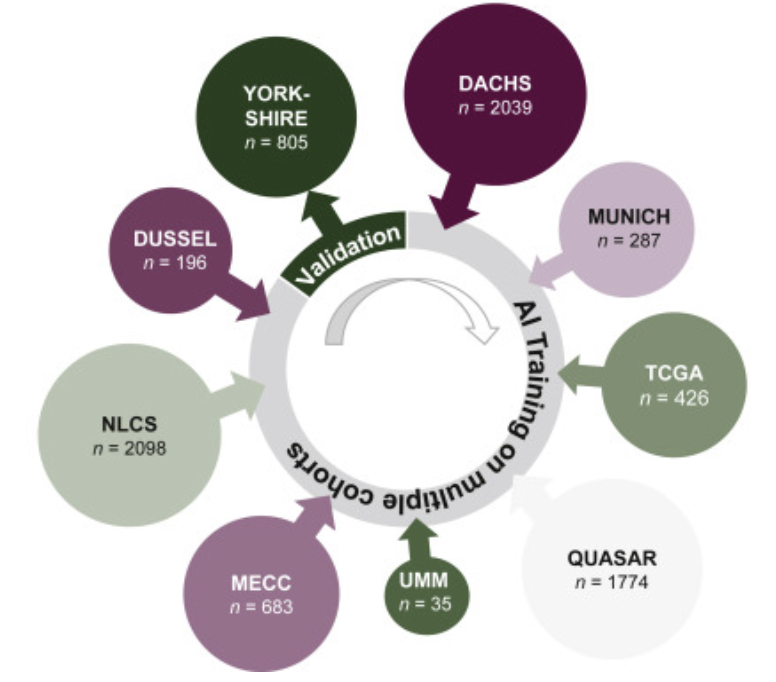 YORK-
SHIRE
n = 805
DACHS
n = 2039
MUNICH
n = 287
DUSSEL
n = 196
Validation
TCGA
n = 426
AI Training on multiple cohorts
NLCS
n = 2098
QUASAR
n = 1774
MECC
n = 683
UMM
n = 35